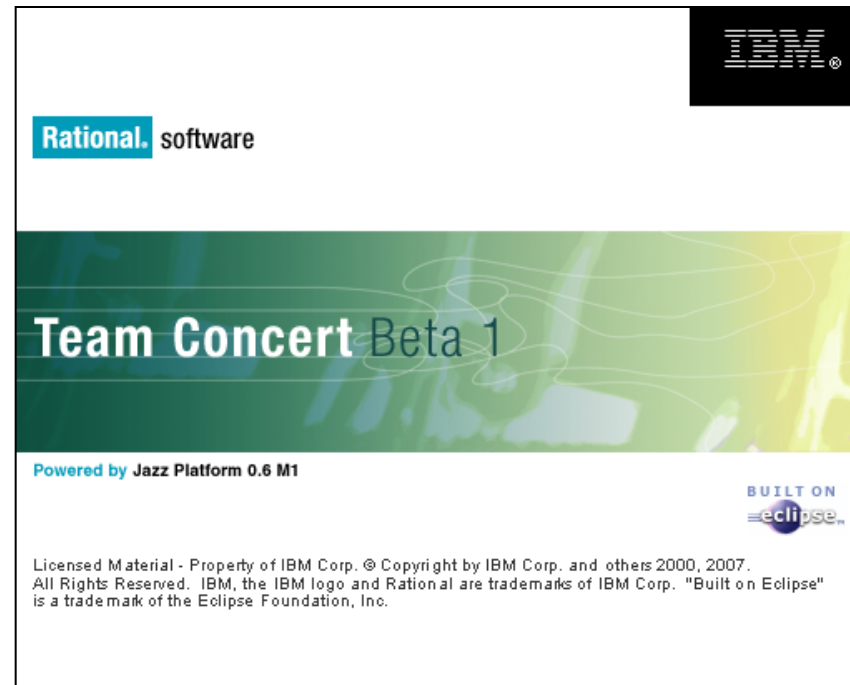 IBM®
Rational® software
Team Concert Beta 1
Powered by Jazz Platform 0.6 M1
BUILT ON
eclipse™
Licensed Material - Property of IBM Corp. © Copyright by IBM Corp. and others 2000, 2007.
All Rights Reserved. IBM, the IBM logo and Rational are trademarks of IBM Corp. "Built on Eclipse"
is a trademark of the Eclipse Foundation, Inc.